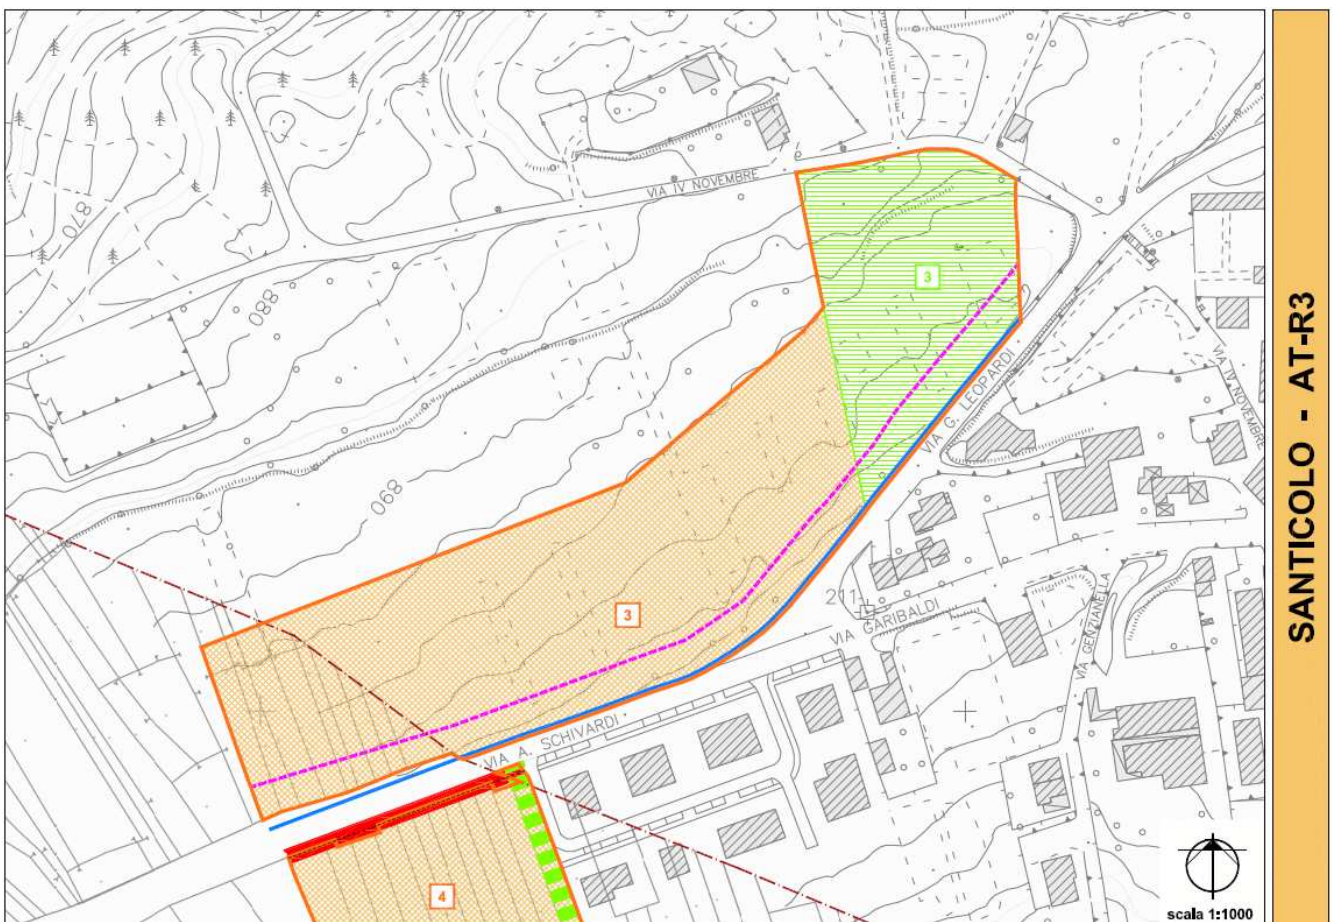 VIA IV NOVEMBRE
870
880
890
3
VIA G. LEOPARDI
VIA IV NOVEMBRE
3
211
VIA GARIBALDI
VIA GENZIANELLA
VIA A. SCHIVARDI
4
scala 1:1000
SANTICOLO - AT-R3